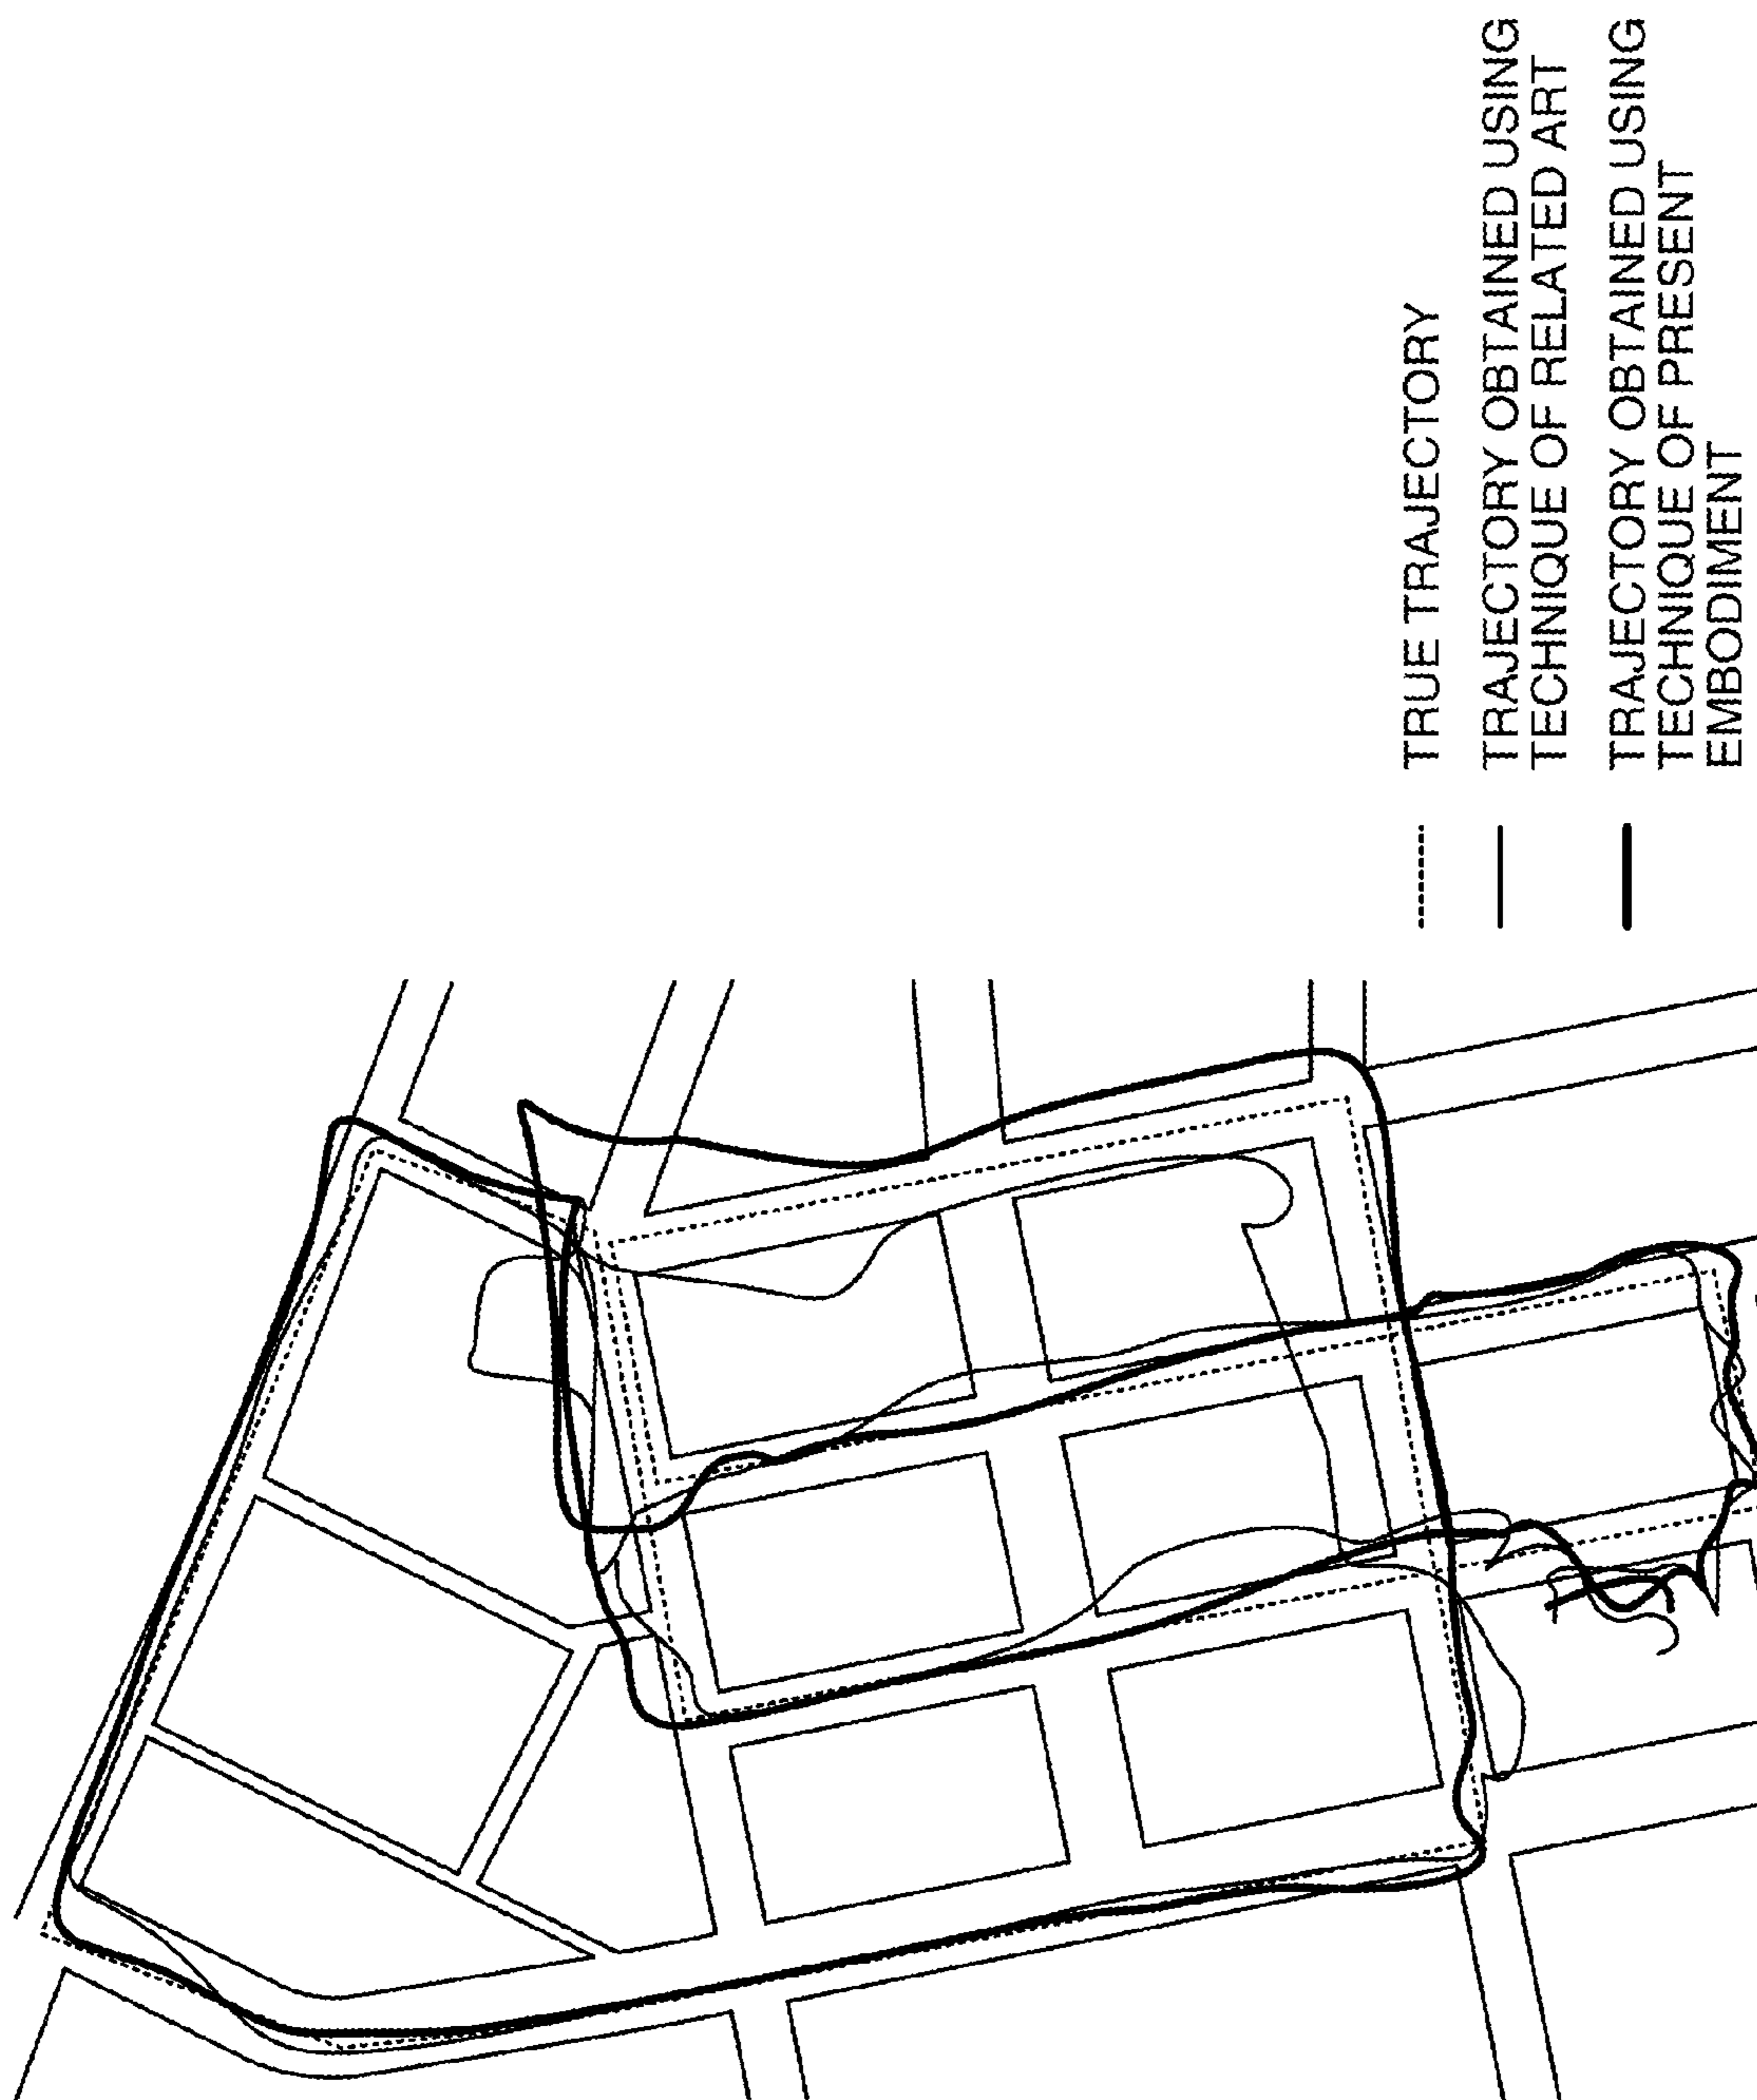 TRUE TRAJECTORY
TRAJECTORY OBTAINED USING
TECHNIQUE OF RELATED ART
TRAJECTORY OBTAINED USING
TECHNIQUE OF PRESENT
EMBODIMENT